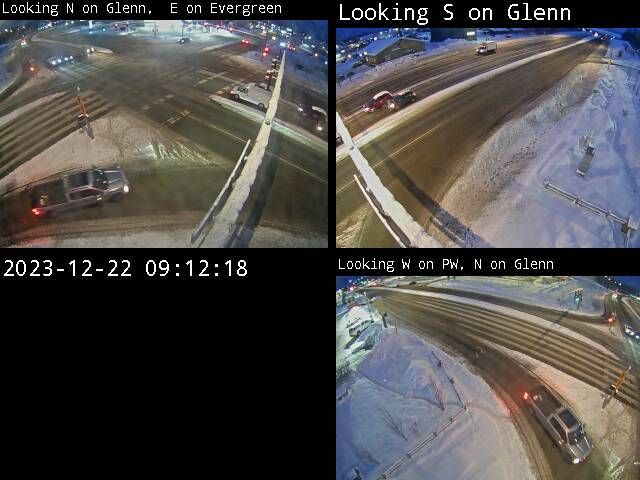 Looking N on Glenn,  E on Evergreen
Looking S on Glenn
2023-12-22 09:12:18
Looking W on PW, N on Glenn